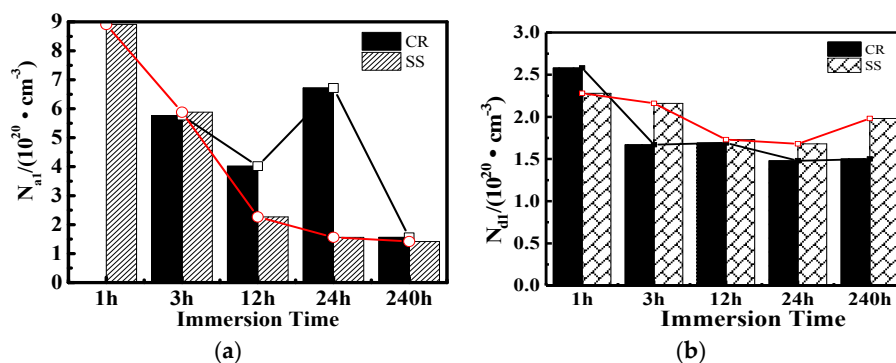 9
8
7
6
5
4
3
2
1
0
N_a1/(10^20 • cm^-3)
CR
SS
1h 3h 12h 24h 240h
Immersion Time
(a)
3.0
2.5
2.0
1.5
1.0
0.5
0.0
N_d1/(10^20 • cm^-3)
CR
SS
1h 3h 12h 24h 240h
Immersion Time
(b)